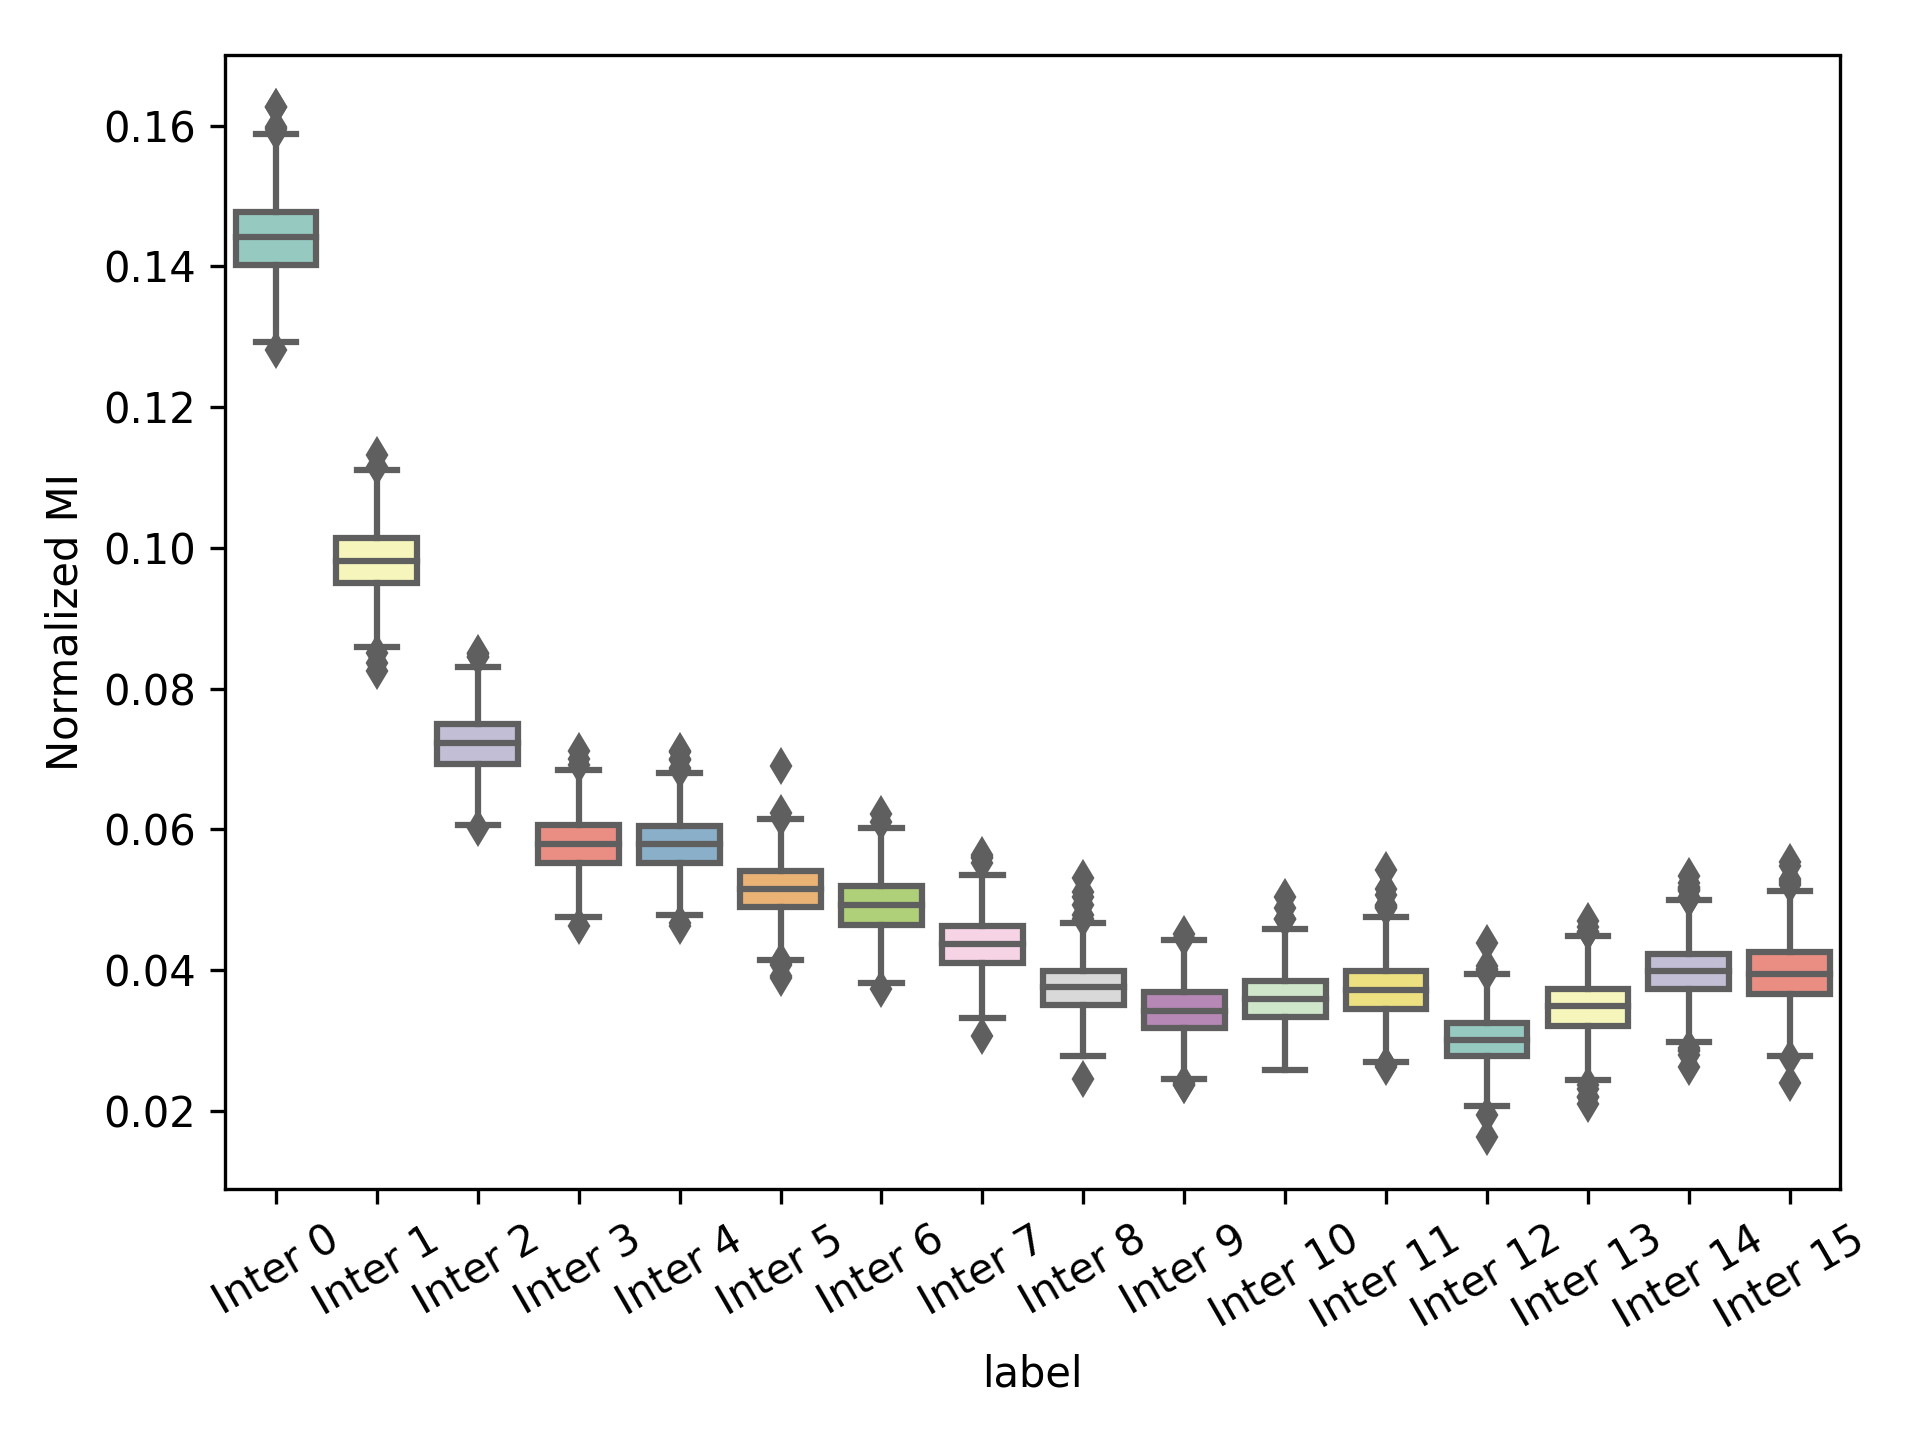 0.16
0.14
0.12
0.10
0.08
0.06
0.04
0.02
Normalized MI
Inter 0
Inter 1
Inter 2
Inter 3
Inter 4
Inter 5
Inter 6
Inter 7
Inter 8
Inter 9
Inter 10
Inter 11
Inter 12
Inter 13
Inter 14
Inter 15
label